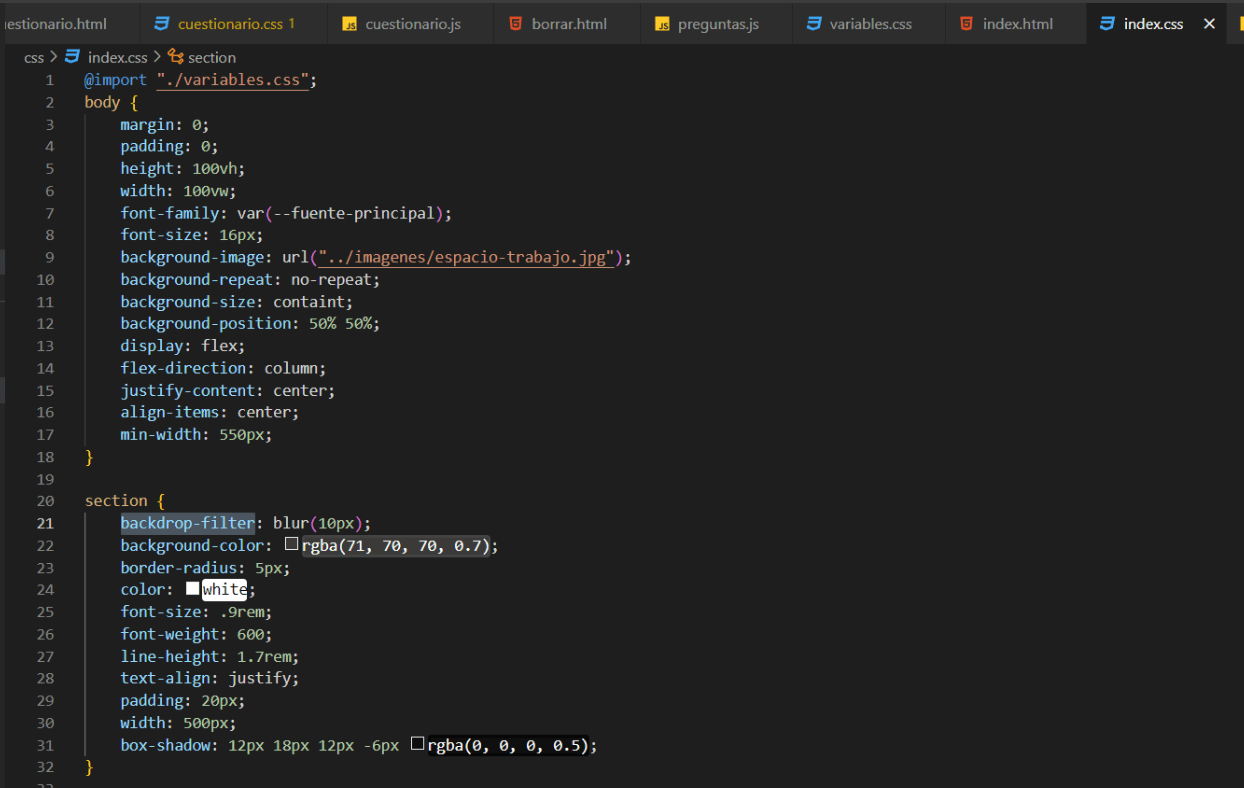 estionario.html cuestionario.css 1 cuestionario.js borrar.html preguntas.js variables.css index.html index.css
css > index.css > section
1 @import "./variables.css";
2 body {
3 margin: 0;
4 padding: 0;
5 height: 100vh;
6 width: 100vw;
7 font-family: var(--fuente-principal);
8 font-size: 16px;
9 background-image: url("../imagenes/espacio-trabajo.jpg");
10 background-repeat: no-repeat;
11 background-size: containt;
12 background-position: 50% 50%;
13 display: flex;
14 flex-direction: column;
15 justify-content: center;
16 align-items: center;
17 min-width: 550px;
18 }
19
20 section {
21 backdrop-filter: blur(10px);
22 background-color: rgba(71, 70, 70, 0.7);
23 border-radius: 5px;
24 color: white;
25 font-size: .9rem;
26 font-weight: 600;
27 line-height: 1.7rem;
28 text-align: justify;
29 padding: 20px;
30 width: 500px;
31 box-shadow: 12px 18px 12px -6px rgba(0, 0, 0, 0.5);
32 }